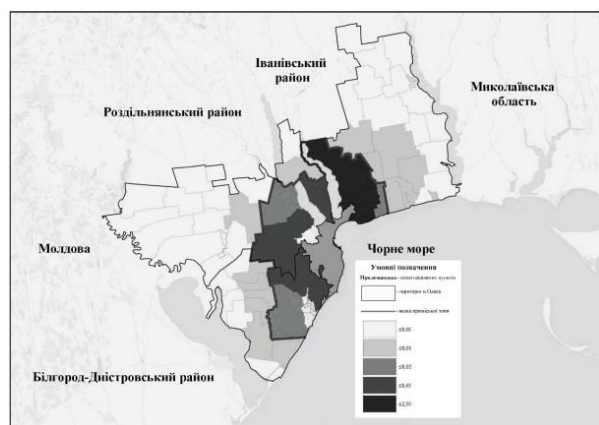 Іванівський
район
Миколаївська
область
Роздільнянський район
Молдова
Чорне море
Білгород-Дністровський район
Умовні позначення
- територія м Одеса
- межа приміської зони